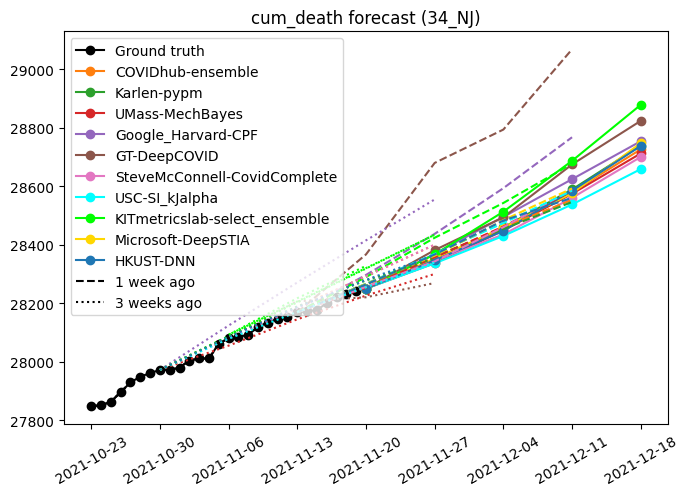 cum_death forecast (34_NJ)
29000
28800
28600
28400
28200
28000
27800
Ground truth
COVIDhub-ensemble
Karlen-pypm
UMass-MechBayes
Google_Harvard-CPF
GT-DeepCOVID
SteveMcConnell-CovidComplete
USC-SI_kJalpha
KITmetricslab-select_ensemble
Microsoft-DeepSTIA
HKUST-DNN
1 week ago
3 weeks ago
2021-10-23
2021-10-30
2021-11-06
2021-11-13
2021-11-20
2021-11-27
2021-12-04
2021-12-11
2021-12-18